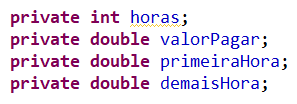 private int horas;
private double valorPagar;
private double primeiraHora;
private double demaisHora;